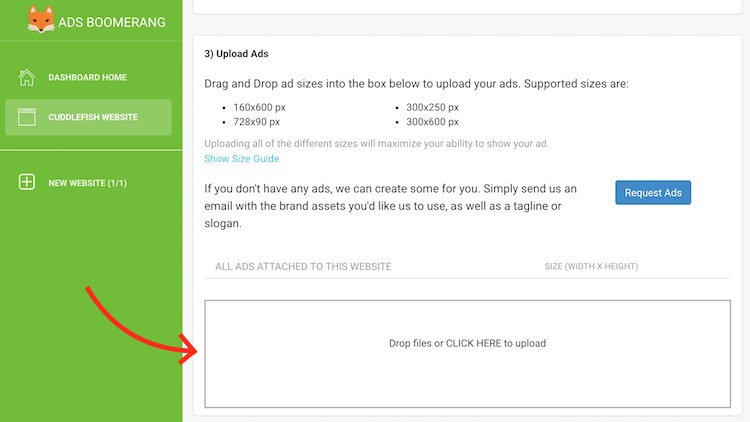 ADS BOOMERANG
DASHBOARD HOME
CUDDLEFISH WEBSITE
NEW WEBSITE (1/1)
3) Upload Ads
Drag and Drop ad sizes into the box below to upload your ads. Supported sizes are:
• 160x600 px
• 728x90 px
• 300x250 px
• 300x600 px
Uploading all of the different sizes will maximize your ability to show your ad.
Show Size Guide
If you don't have any ads, we can create some for you. Simply send us an
email with the brand assets you'd like us to use, as well as a tagline or
slogan.
Request Ads
ALL ADS ATTACHED TO THIS WEBSITE
SIZE (WIDTH X HEIGHT)
Drop files or CLICK HERE to upload